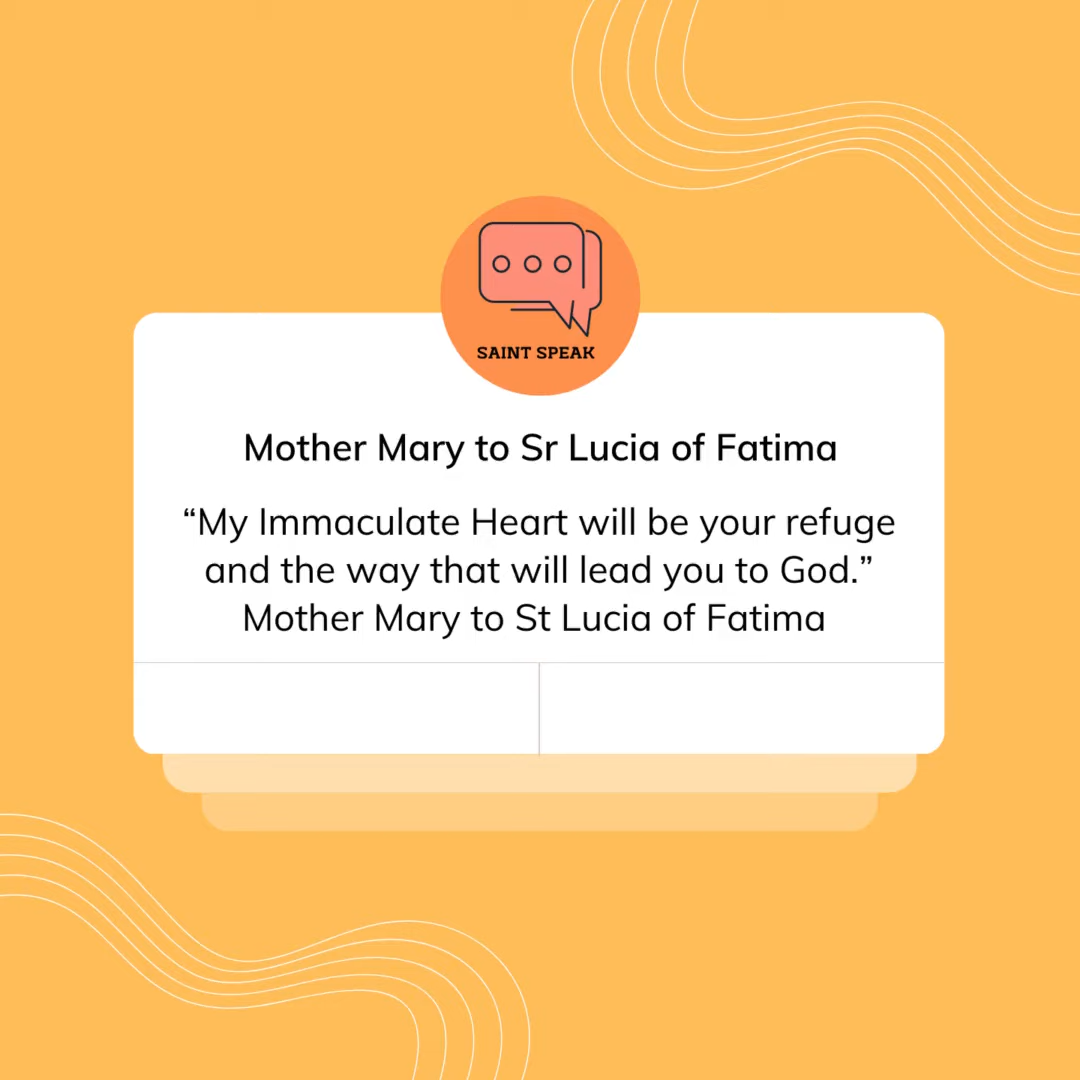 SAINT SPEAK
Mother Mary to Sr Lucia of Fatima
“My Immaculate Heart will be your refuge
and the way that will lead you to God.”
Mother Mary to St Lucia of Fatima